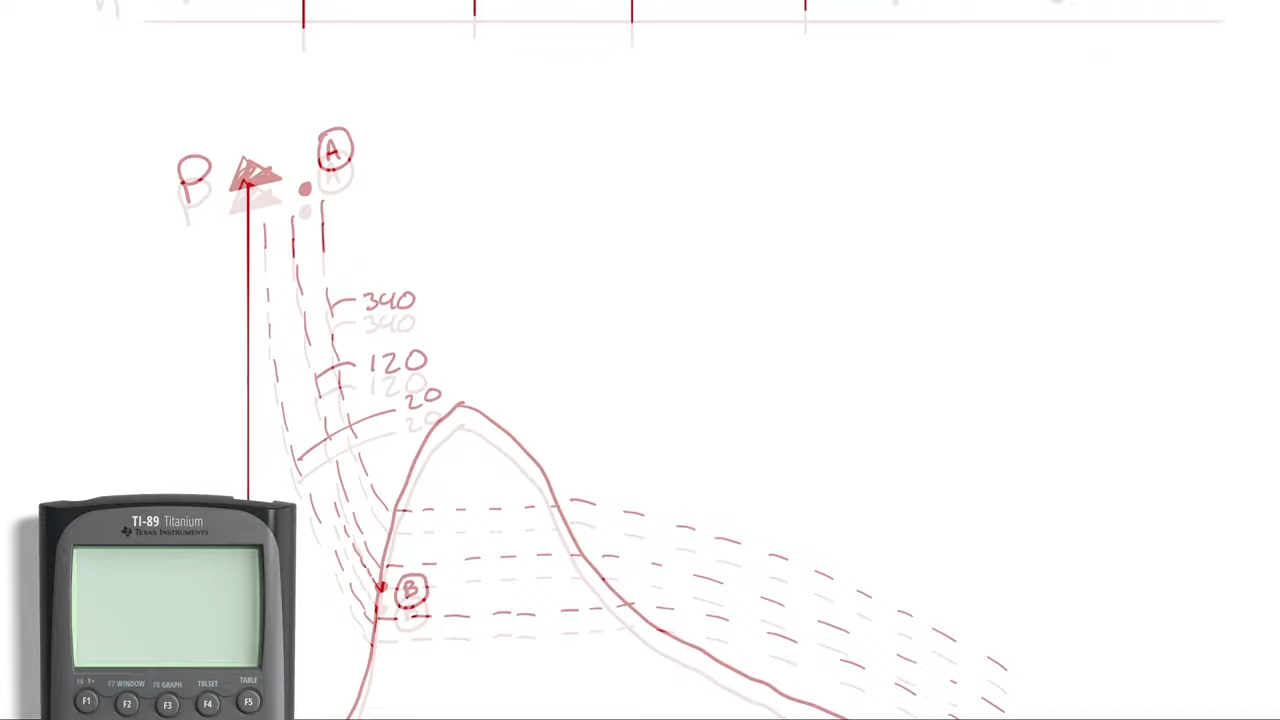 A
P
340
120
20
TI-89 Titanium
TEXAS INSTRUMENTS
B
F6 Y= F7 WINDOW F8 GRAPH TBLSET TABLE
F1 F2 F3 F4 F5